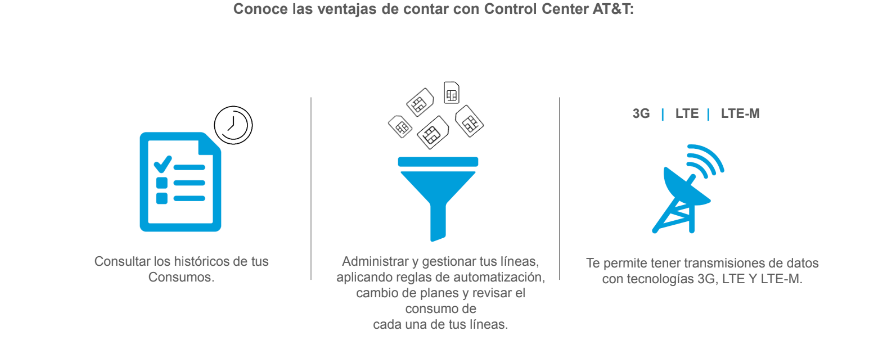 Conoce las ventajas de contar con Control Center AT&T:
Consultar los históricos de tus
Consumos.
Administrar y gestionar tus líneas,
aplicando reglas de automatización,
cambio de planes y revisar el
consumo de
cada una de tus líneas.
3G | LTE | LTE-M
Te permite tener transmisiones de datos
con tecnologías 3G, LTE Y LTE-M.